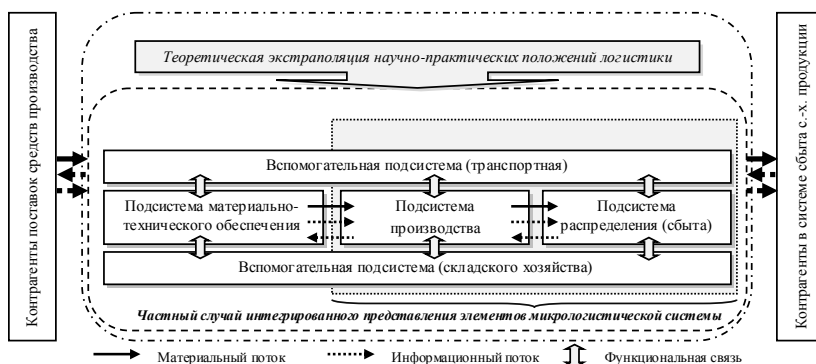 Контрагенты поставок средств производства
Теоретическая экстраполяция научно-практических положений логистики
Вспомогательная подсистема (транспортная)
Подсистема материально-
технического обеспечения
Подсистема
производства
Подсистема
распределения (сбыта)
Вспомогательная подсистема (складского хозяйства)
Частный случай интегрированного представления элементов микрологистической системы
Контрагенты в системе сбыта с.-х. продукции
Материальный поток
Информационный поток
Функциональная связь